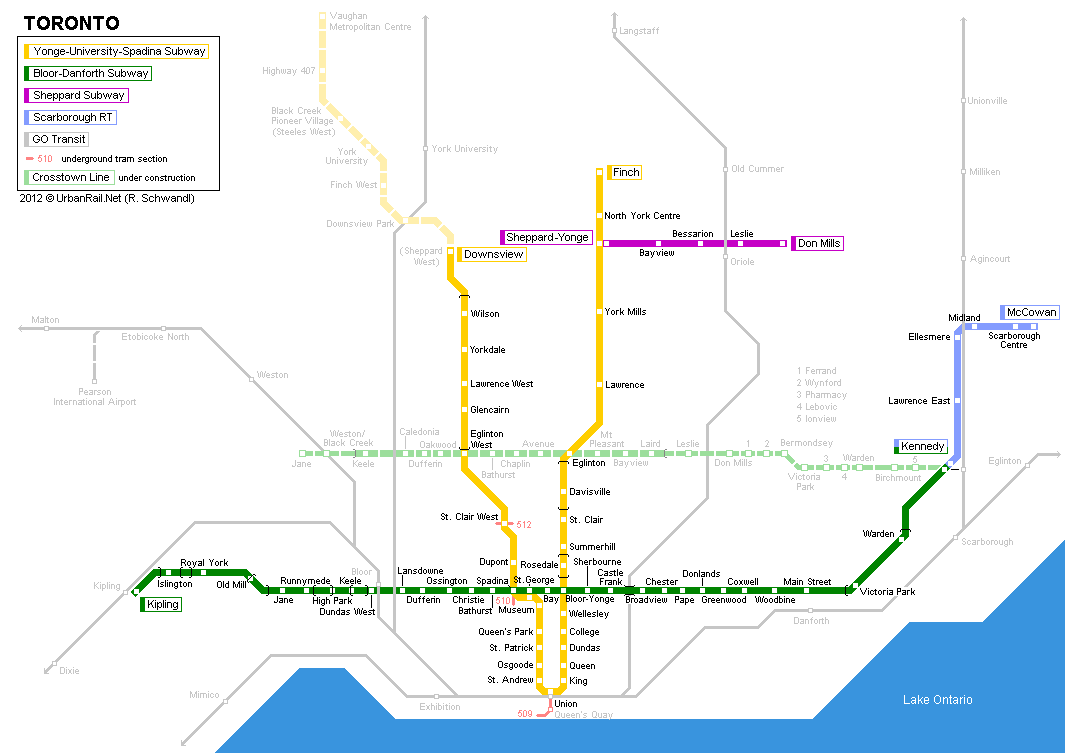 TORONTO
Yonge-University-Spadina Subway
Bloor-Danforth Subway
Sheppard Subway
Scarborough RT
GO Transit
510 underground tram section
Crosstown Line under construction
2012 © UrbanRail.Net (R. Schwandl)
Vaughan
Metropolitan Centre
Highway 407
Black Creek
Pioneer Village
(Steeles West)
York
University
Finch West
Downsview Park
(Sheppard
West)
Downsview
York University
Langstaff
Old Cummer
Oriole
Unionville
Milliken
Agincourt
Finch
North York Centre
Sheppard-Yonge
Bessarion
Leslie
Bayview
Don Mills
York Mills
Lawrence
McCowan
Midland
Scarborough
Centre
Ellesmere
Lawrence East
Kennedy
Wilson
Yorkdale
Lawrence West
Glencairn
Eglinton
West
Malton
Etobicoke North
Weston
Pearson
International Airport
1 Ferrand
2 Wynford
3 Pharmacy
4 Lebovic
5 Ionview
Weston/
Black Creek
Caledonia
Oakwood
Avenue
Mt
Pleasant
Laird
Leslie
1
2
Bermondsey
Jane
Keele
Dufferin
Bathurst
Chaplin
Eglinton
Bayview
Don Mills
Victoria
Park
3
Warden
4
5
Birchmount
Eglinton
Scarborough
St. Clair West
512
Davisville
St. Clair
Summerhill
Rosedale
Dupont
Warden
Kipling
Kipling
Islington
Royal York
Old Mill
Jane
Runnymede
High Park
Keele
Dundas West
Bloor
Lansdowne
Dufferin
Ossington
Christie
Bathurst
Spadina
510
St. George
Museum
Bay
Bloor-Yonge
Sherbourne
Castle
Frank
Broadview
Chester
Pape
Donlands
Greenwood
Coxwell
Woodbine
Main Street
Victoria Park
Danforth
Wellesley
College
Dundas
Queen
King
Queen's Park
St. Patrick
Osgoode
St. Andrew
Union
509
Queen's Quay
Exhibition
Mimico
Dixie
Lake Ontario